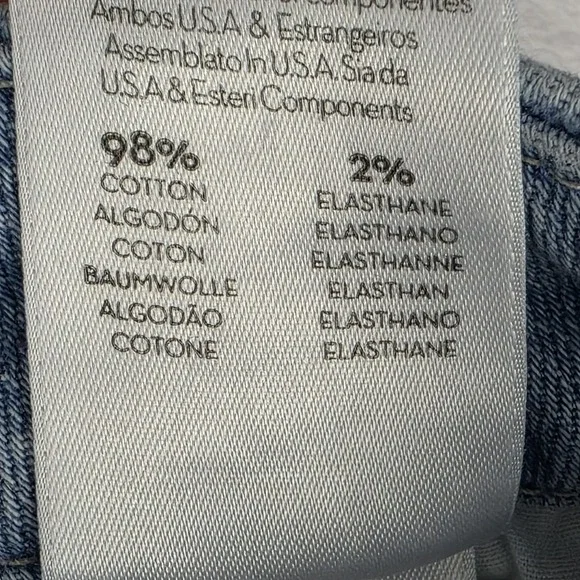 Componentes
Ambos U.S.A & Estrangeiros
Assemblato In U.S.A. Sia da
U.S.A & Esteri Components
98%
COTTON
ALGODÓN
COTON
BAUMWOLLE
ALGODÃO
COTONE
2%
ELASTHANE
ELASTHANO
ELASTHANNE
ELASTHAN
ELASTHANO
ELASTHANE